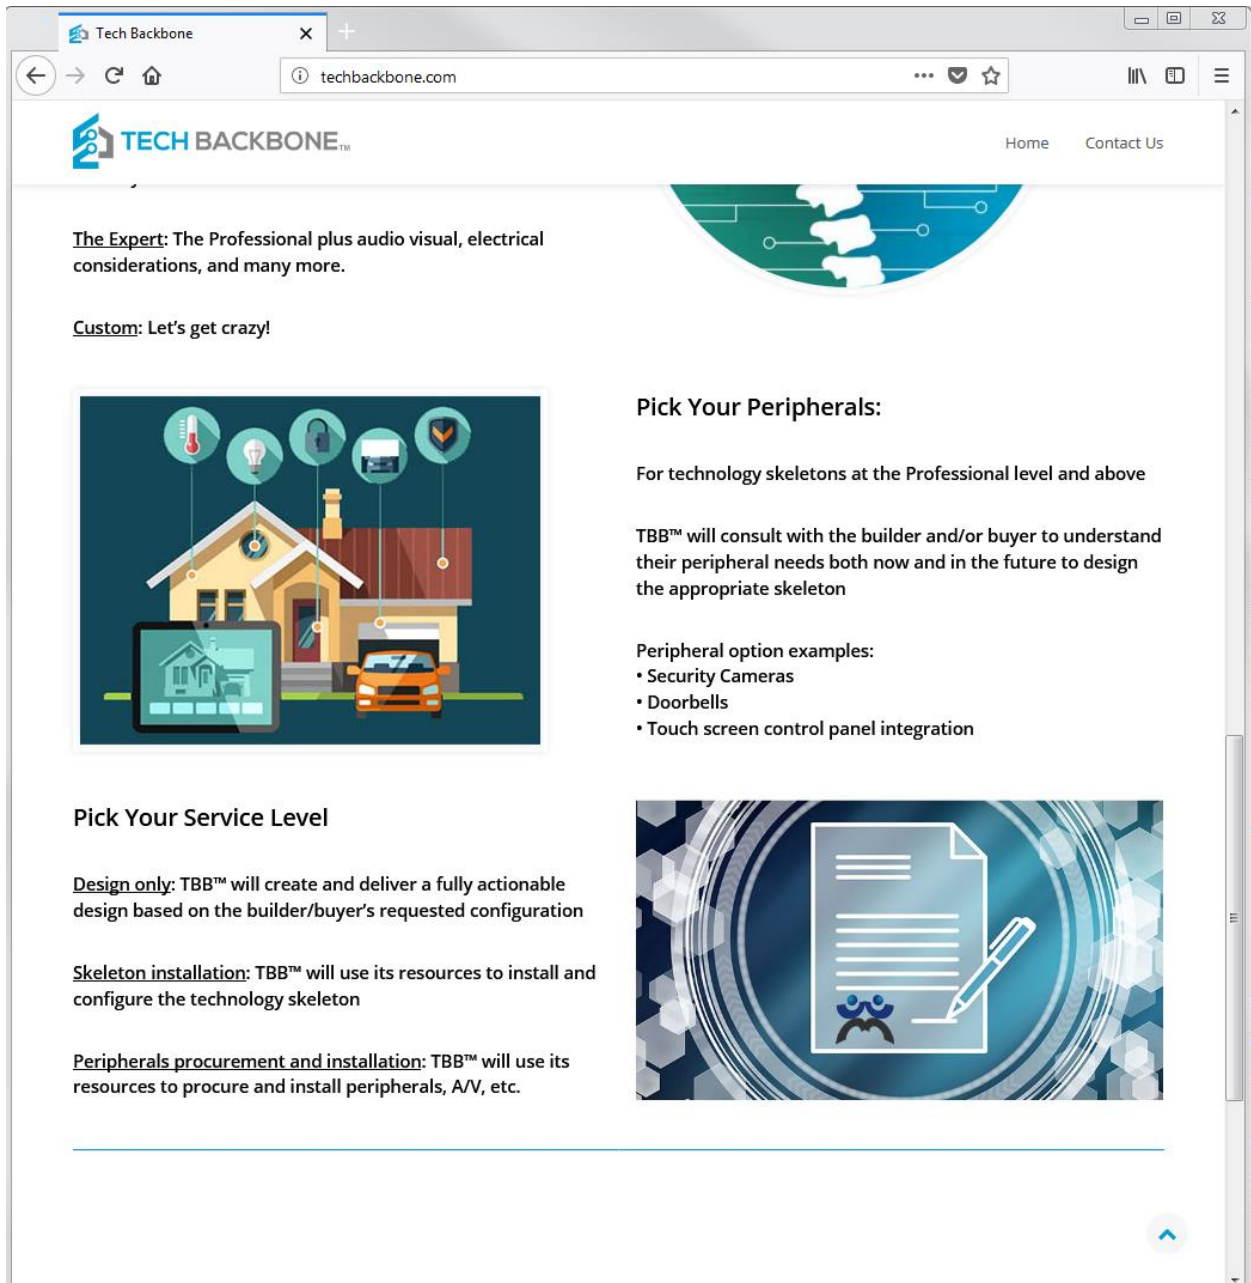 Tech Backbone
techbackbone.com
TECH BACKBONE™
Home
Contact Us
The Expert: The Professional plus audio visual, electrical
considerations, and many more.
Custom: Let's get crazy!
Pick Your Peripherals:
For technology skeletons at the Professional level and above
TBB™ will consult with the builder and/or buyer to understand
their peripheral needs both now and in the future to design
the appropriate skeleton
Peripheral option examples:
• Security Cameras
• Doorbells
• Touch screen control panel integration
Pick Your Service Level
Design only: TBB™ will create and deliver a fully actionable
design based on the builder/buyer's requested configuration
Skeleton installation: TBB™ will use its resources to install and
configure the technology skeleton
Peripherals procurement and installation: TBB™ will use its
resources to procure and install peripherals, A/V, etc.